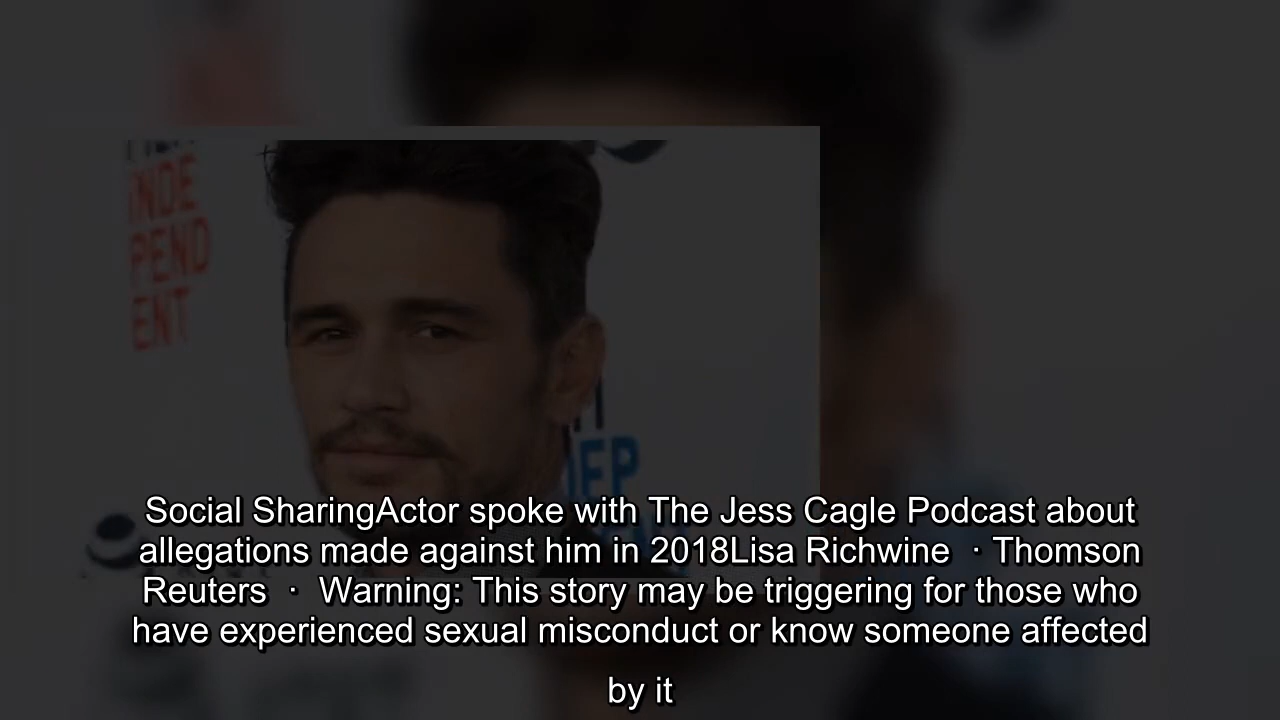 INDE
PEND
ENT
DEP
Social SharingActor spoke with The Jess Cagle Podcast about
allegations made against him in 2018Lisa Richwine · Thomson
Reuters · Warning: This story may be triggering for those who
have experienced sexual misconduct or know someone affected
by it